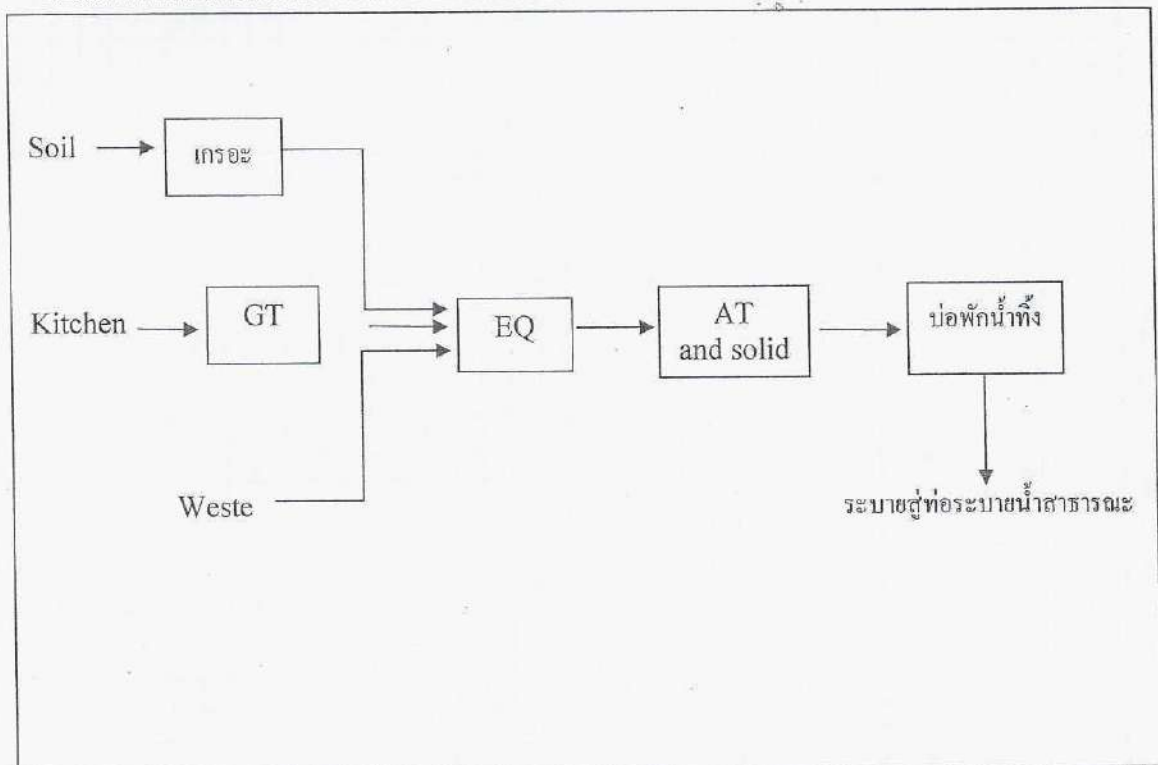 Soil
เกรอะ
Kitchen
GT
EQ
AT
and solid
บ่อพักน้ำทิ้ง
Weste
ระบายสู่ท่อระบายน้ำสาธารณะ